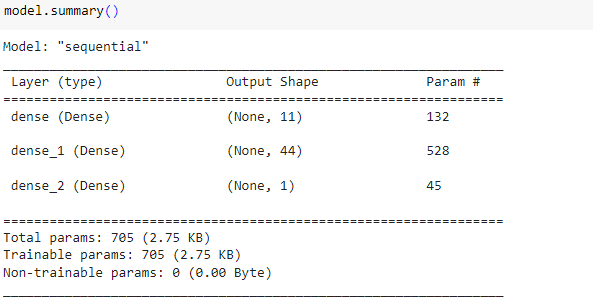 model.summary()
Model: "sequential"
_________________________________________________________________
Layer (type) Output Shape Param #
=================================================================
dense (Dense) (None, 11) 132
dense_1 (Dense) (None, 44) 528
dense_2 (Dense) (None, 1) 45
=================================================================
Total params: 705 (2.75 KB)
Trainable params: 705 (2.75 KB)
Non-trainable params: 0 (0.00 Byte)
_________________________________________________________________